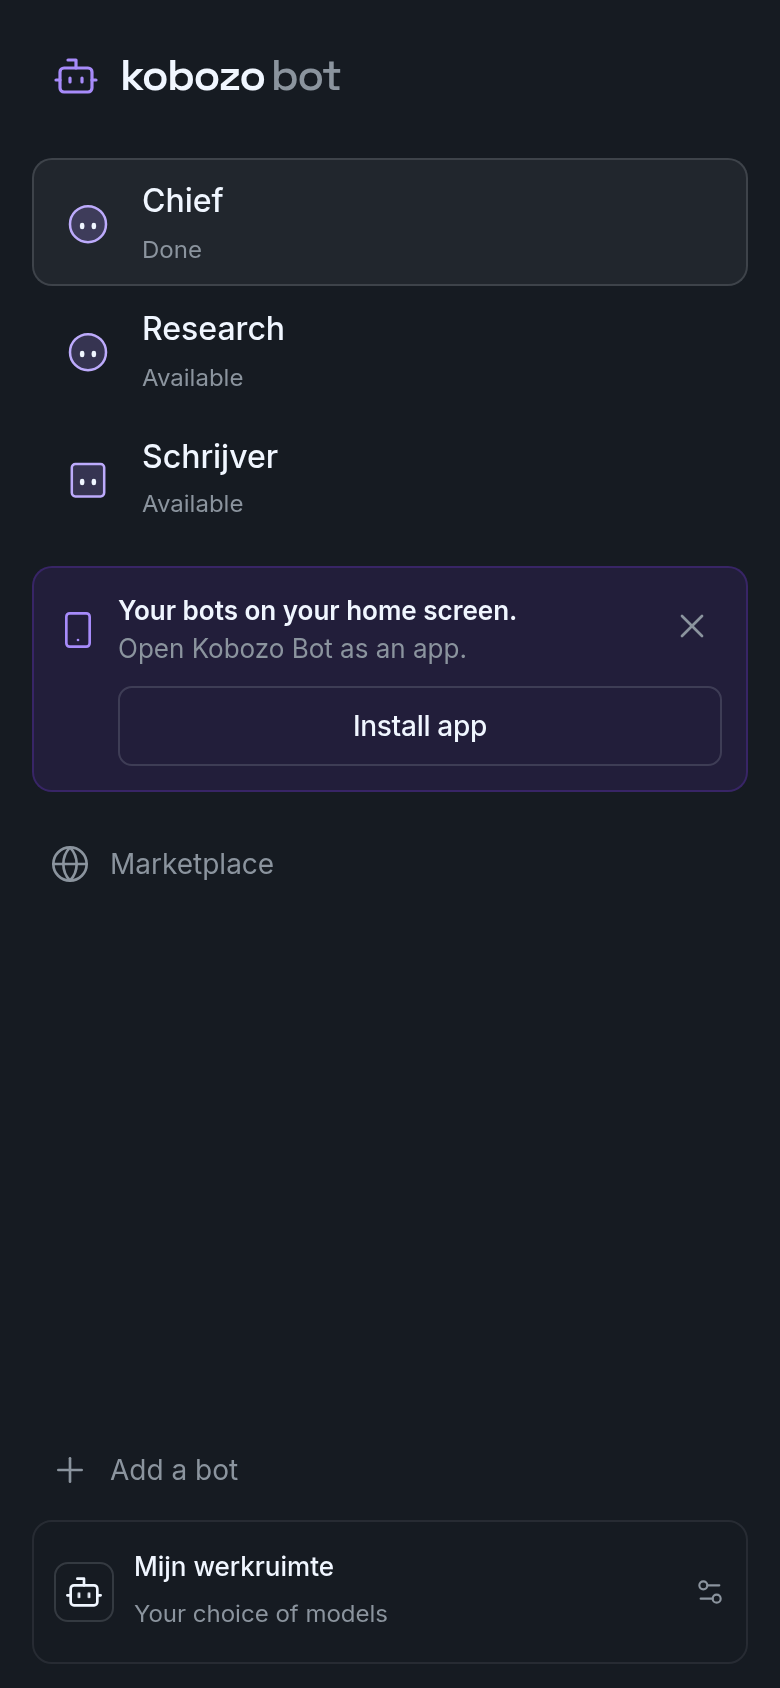 kobozo bot
Chief
Done
Research
Available
Schrijver
Available
Your bots on your home screen.
Open Kobozo Bot as an app.
Install app
Marketplace
Add a bot
Mijn werkruimte
Your choice of models